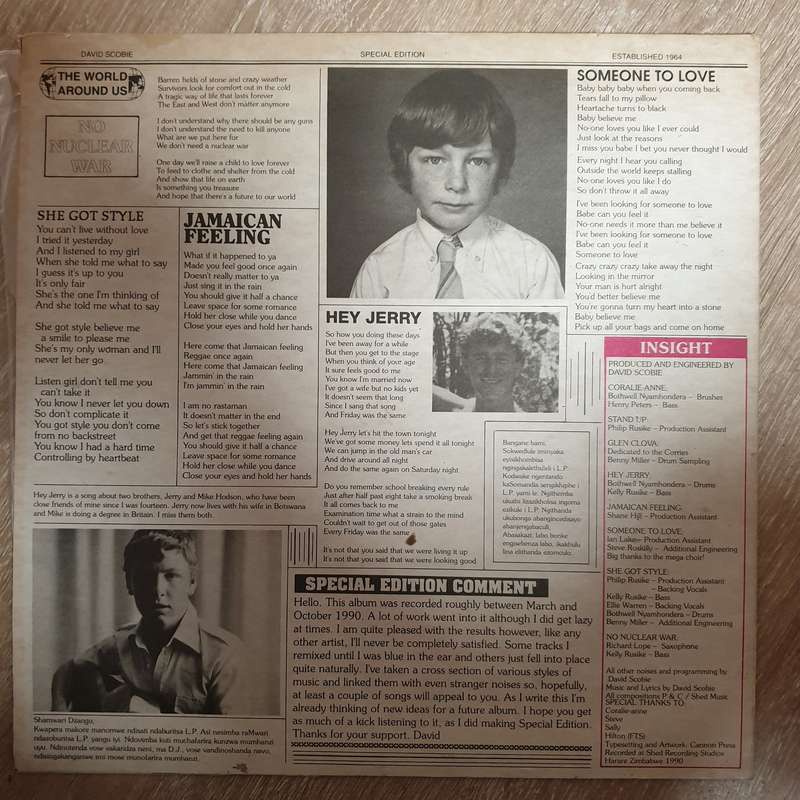 DAVID SCOBIE
SPECIAL EDITION
ESTABLISHED 1964
THE WORLD
AROUND US
NO
NUCLEAR
WAR
Barren fields of stone and crazy weather
Survivors look for comfort out in the cold
A tragic way of life that lasts forever
The East and West don't matter anymore
I don't understand why there should be any guns
I don't understand the need to kill anyone
What are we put here for
We don't need a nuclear war
One day we'll raise a child to love forever
To feed to clothe and shelter from the cold
And show that life on earth
Is something you treasure
And hope that there's a future to our world
SHE GOT STYLE
You can't live without love
I tried it yesterday
And I listened to my girl
When she told me what to say
I guess it's up to you
It's only fair
She's the one I'm thinking of
And she told me what to say
She got style believe me
a smile to please me
She's my only woman and I'll
never let her go
Listen girl don't tell me you
can't take it
You know I never let you down
So don't complicate it
You got style you don't come
from no backstreet
You know I had a hard time
Controlling by heartbeat
JAMAICAN
FEELING
What if it happened to ya
Made you feel good once again
Doesn't really matter to ya
Just sing it in the rain
You should give it half a chance
Leave space for some romance
Hold her close while you dance
Close your eyes and hold her hands
Here come that Jamaican feeling
Reggae once again
Here come that Jamaican feeling
Jammin' in the rain
I'm jammin' in the rain
I am no rastaman
It doesn't matter in the end
So let's stick together
And get that reggae feeling again
You should give it half a chance
Leave space for some romance
Hold her close while you dance
Close your eyes and hold her hands
Hey Jerry is a song about two brothers, Jerry and Mike Hodson, who have been
close friends of mine since I was fourteen. Jerry now lives with his wife in Botswana
and Mike is doing a degree in Britain. I miss them both.
Shamwari Dzangu,
Kwapera makore manomwe ndisati ndaburitsa L.P. Asi nesimba raMwari
ndasobuntsa L.P. yangu iyi. Ndovimba kuti muchafarira kunzwa mumhanzi
uyu. Ndinotenda vose vakandiza neni, ma D.J., vose vandinoshanda navo,
HEY JERRY
So how you doing these days
I've been away for a while
But then you get to the stage
When you think of your age
It sure feels good to me
You know I'm married now
I've got a wife but no kids yet
It doesn't seem that long
Since I sang that song
And Friday was the same
Hey Jerry let's hit the town tonight
We've got some money lets spend it all tonight
We can jump in the old man's car
And drive around all night
And do the same again on Saturday night
Do you remember school breaking every rule
Just after half past eight take a smoking break
It all comes back to me
Examination time what a strain to the mind
Couldn't wait to get out of those gates
Every Friday was the same
It's not that you said that we were living it up
It's not that you said that we were looking good
Bangane bami,
SPECIAL EDITION COMMENT
Hello. This album was recorded roughly between March and
October 1990. A lot of work went into it although I did get lazy
at times. I am quite pleased with the results however, like any
other artist, I'll never be completely satisfied. Some tracks I
remixed until I was blue in the ear and others just fell into place
quite naturally. I've taken a cross section of various styles of
music and linked them with even stranger noises so, hopefully,
at least a couple of songs will appeal to you. As I write this I'm
already thinking of new ideas for a future album. I hope you get
as much of a kick listening to it, as I did making Special Edition.
Thanks for your support. David
SOMEONE TO LOVE
Baby baby baby when you coming back
Tears fall to my pillow
Heartache turns to black
Baby believe me
No-one loves you like I ever could
Just look at the reasons
I miss you babe I bet you never thought I would
Every night I hear you calling
Outside the world keeps stalling
No one loves you like I do
So don't throw it all away
I've been looking for someone to love
Babe can you feel it
No-one needs it more than me believe it
I've been looking for someone to love
Babe can you feel it
Someone to love
Crazy crazy crazy take away the night
Looking in the mirror
Your man is hurt alright
You'd better believe me
You're gonna turn my heart into a stone
Baby believe me
Pick up all your bags and come on home
INSIGHT
PRODUCED AND ENGINEERED BY
DAVID SCOBIE
CORALIE-ANNE:
Bothwell Nyamhondera - Brushes
Henry Peters - Bass
STAND UP:
Philip Rusike - Production Assistant
GLEN CLOVA:
Dedicated to the Corries
Benny Miller - Drum Sampling
HEY JERRY:
Bothwell Nyamhondera - Drums
Kelly Rusike - Bass
JAMAICAN FEELING:
Shane Hill - Production Assistant
SOMEONE TO LOVE:
Ian Lake - Production Assistant
Steve Roskilly - Additional Engineering
Big thanks to the mega choir!
SHE GOT STYLE:
Philip Rusike - Production Assistant
- Backing Vocals
Kelly Rusike - Bass
Ellie Warren - Backing Vocals
Bothwell Nyamhondera - Drums
Benny Miller - Additional Engineering
NO NUCLEAR WAR:
Richard Lope - Saxophone
Kelly Rusike - Bass
All other noises and programming by
David Scobie
Music and Lyrics by David Scobie
All compositions P & C / Shed Music
SPECIAL THANKS TO:
Coralie-anne
Steve
Sally
Hilton (FTS)
Typesetting and Artwork: Cannon Press
Recorded at Shed Recording Studios
Harare Zimbabwe 1990